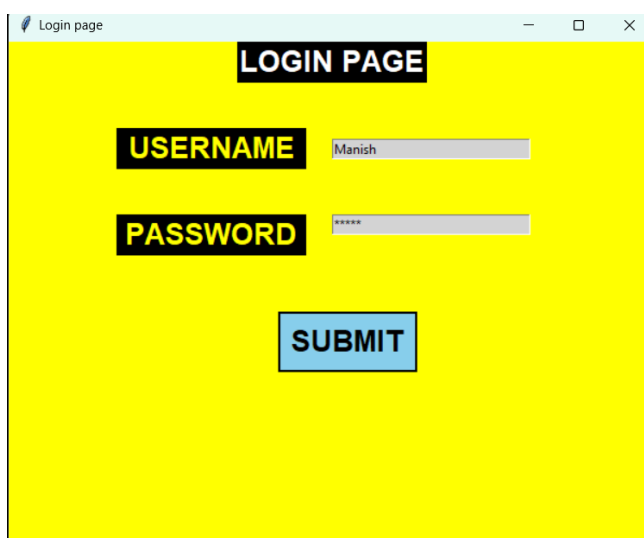 Login page
LOGIN PAGE
USERNAME Manish
PASSWORD *****
SUBMIT